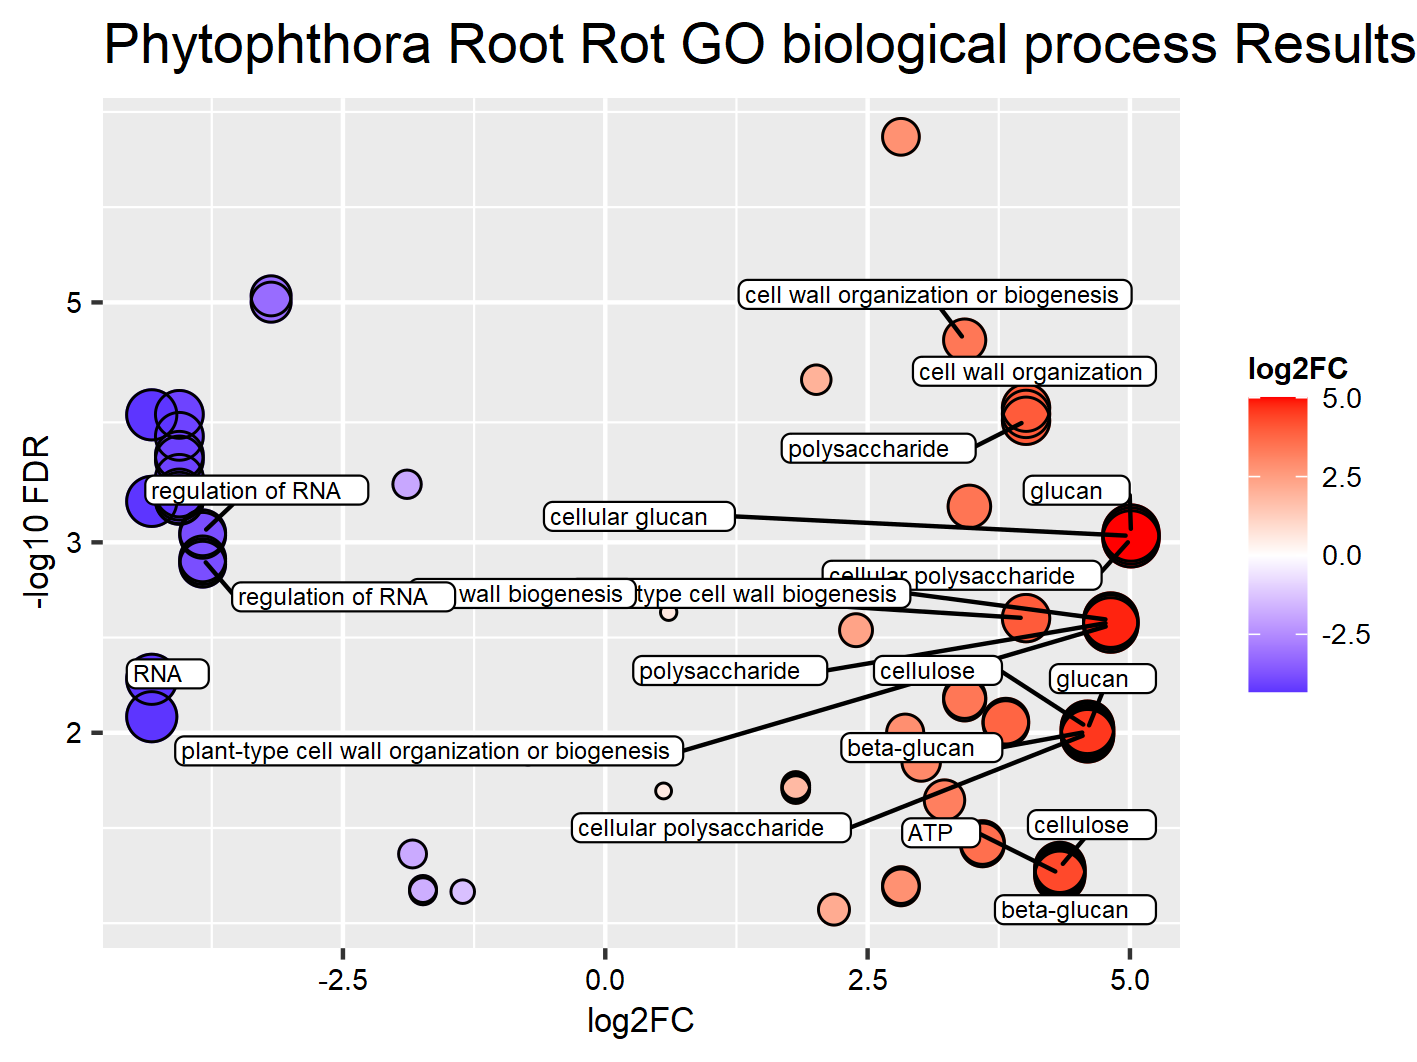 Phytophthora Root Rot GO biological process Results
cell wall organization or biogenesis
cell wall organization
polysaccharide
regulation of RNA
glucan
cellular glucan
cellular polysaccharide
wall biogenesis
type cell wall biogenesis
regulation of RNA
RNA
polysaccharide
cellulose
glucan
plant-type cell wall organization or biogenesis
beta-glucan
cellular polysaccharide
ATP
cellulose
beta-glucan
5
3
2
-log10 FDR
-2.5
0.0
2.5
5.0
log2FC
log2FC
5.0
2.5
0.0
-2.5